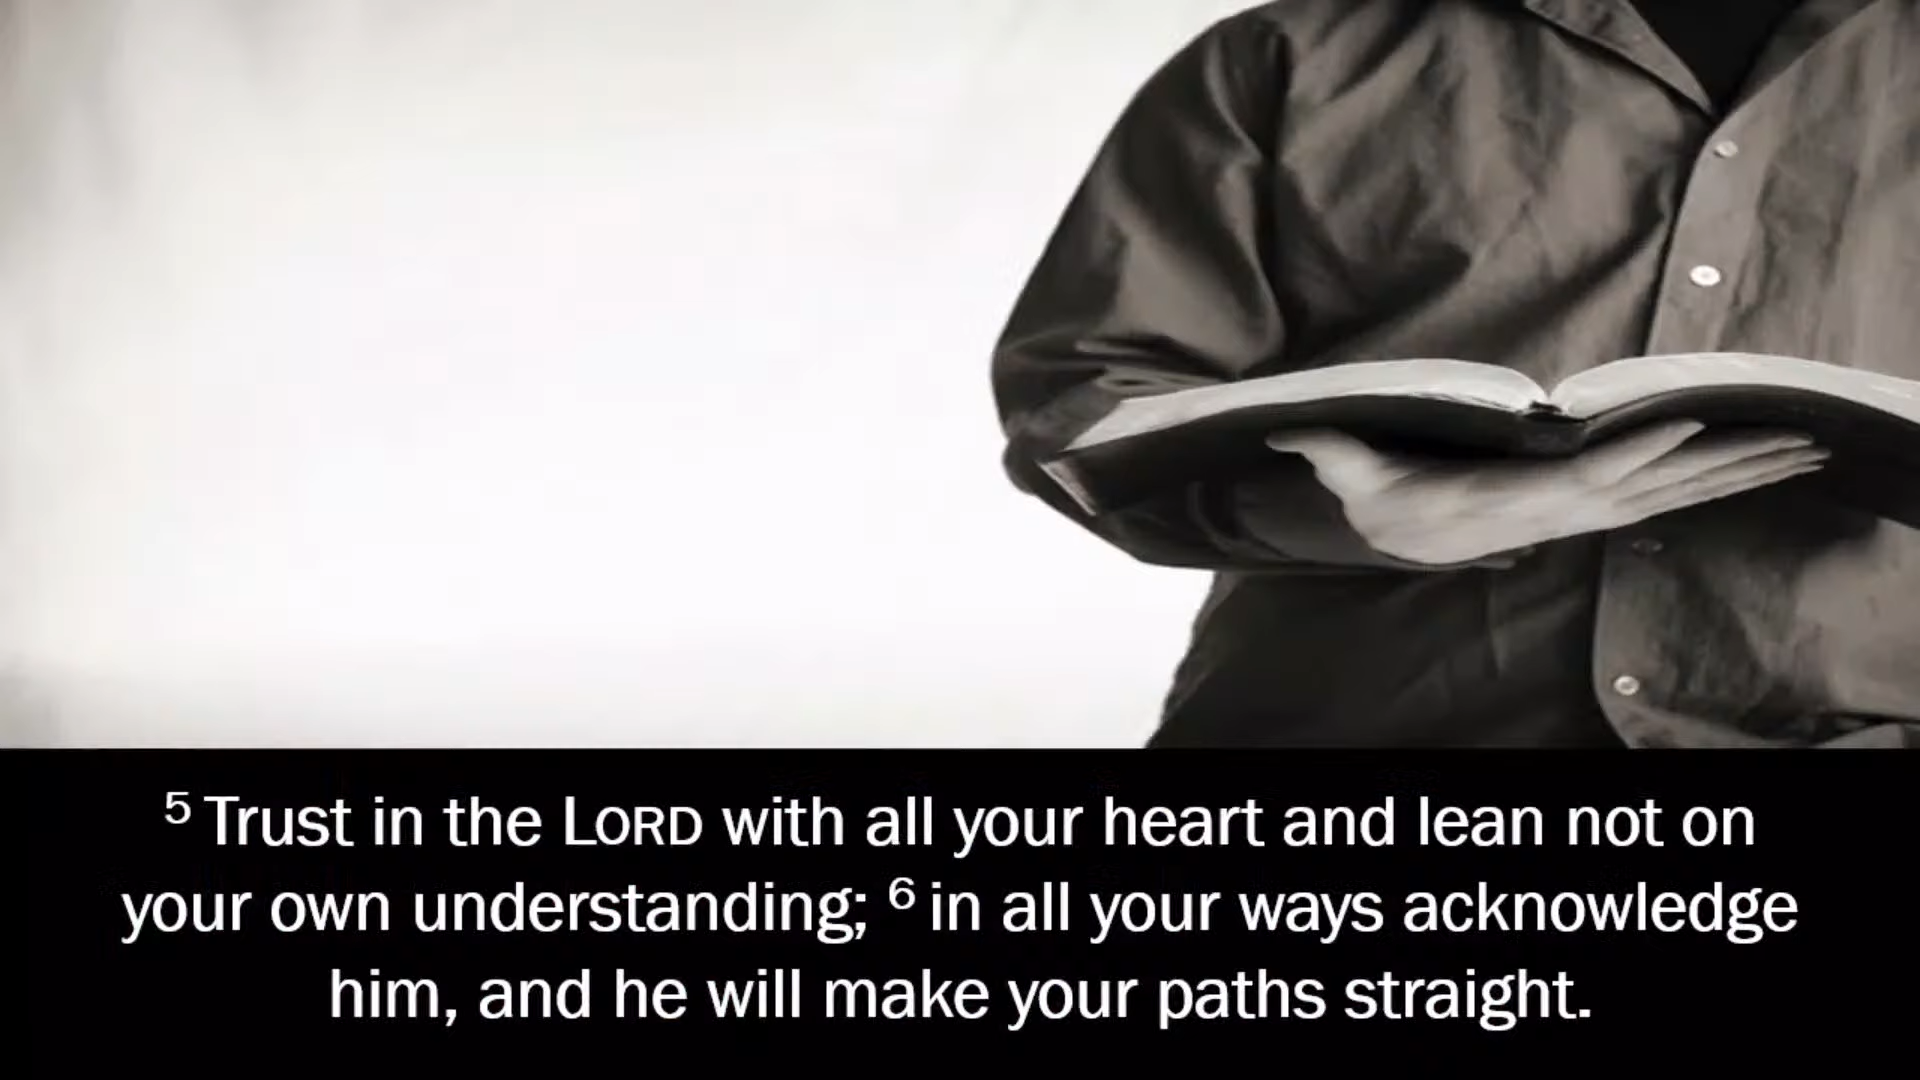 5 Trust in the LORD with all your heart and lean not on
your own understanding; 6 in all your ways acknowledge
him, and he will make your paths straight.